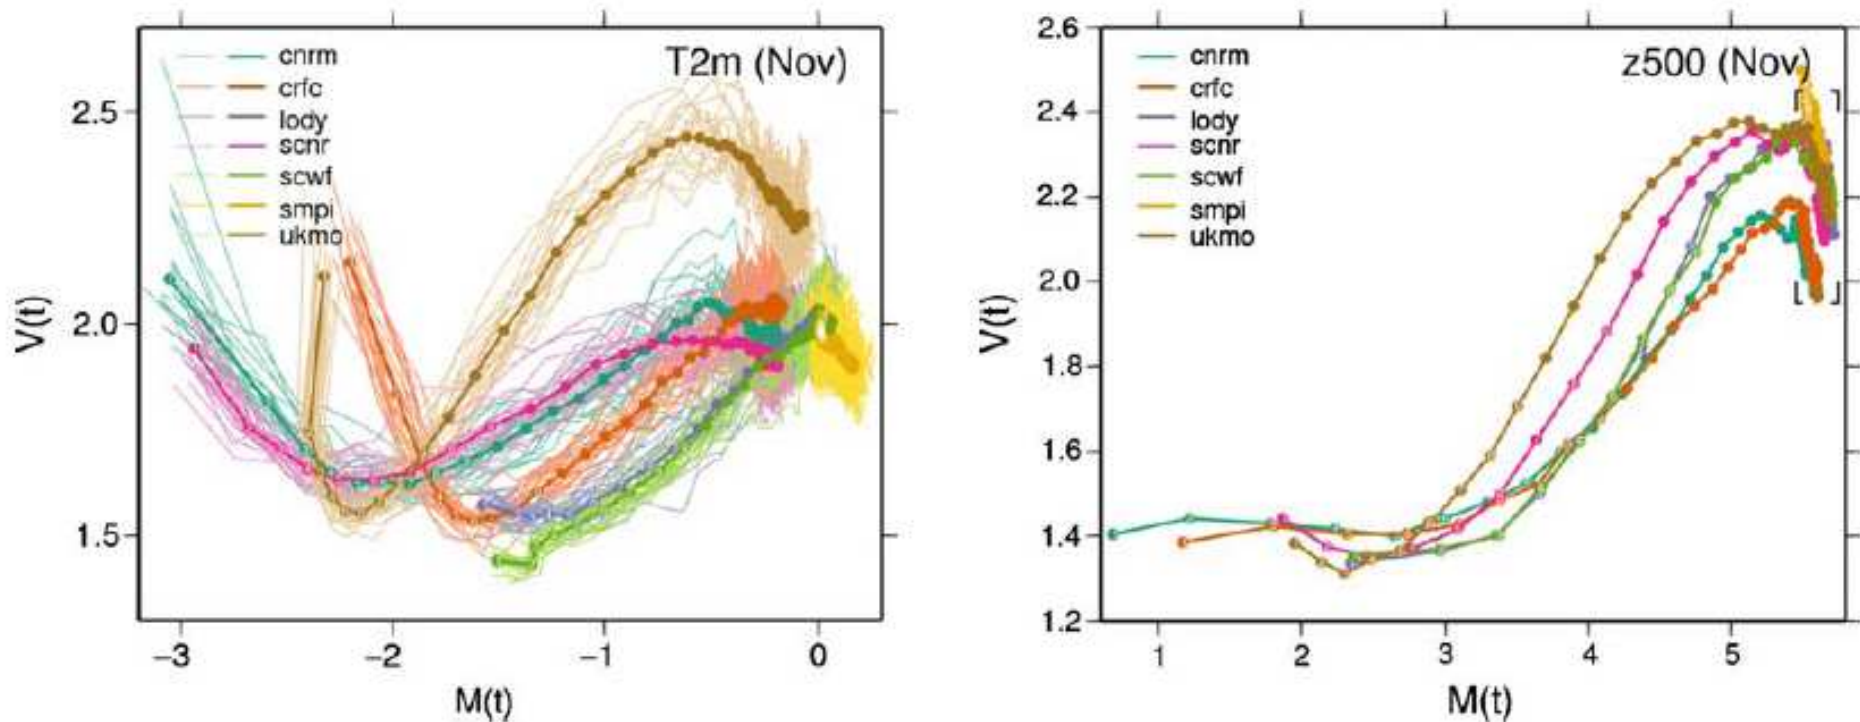 T2m (Nov)
cnrm
crfc
lody
scnr
scwf
smpi
ukmo
2.5
2.0
1.5
V(t)
−3
−2
−1
0
M(t)
z500 (Nov)
cnrm
crfc
lody
scnr
scwf
smpi
ukmo
2.6
2.4
2.2
2.0
1.8
1.6
1.4
1.2
V(t)
1
2
3
4
5
M(t)